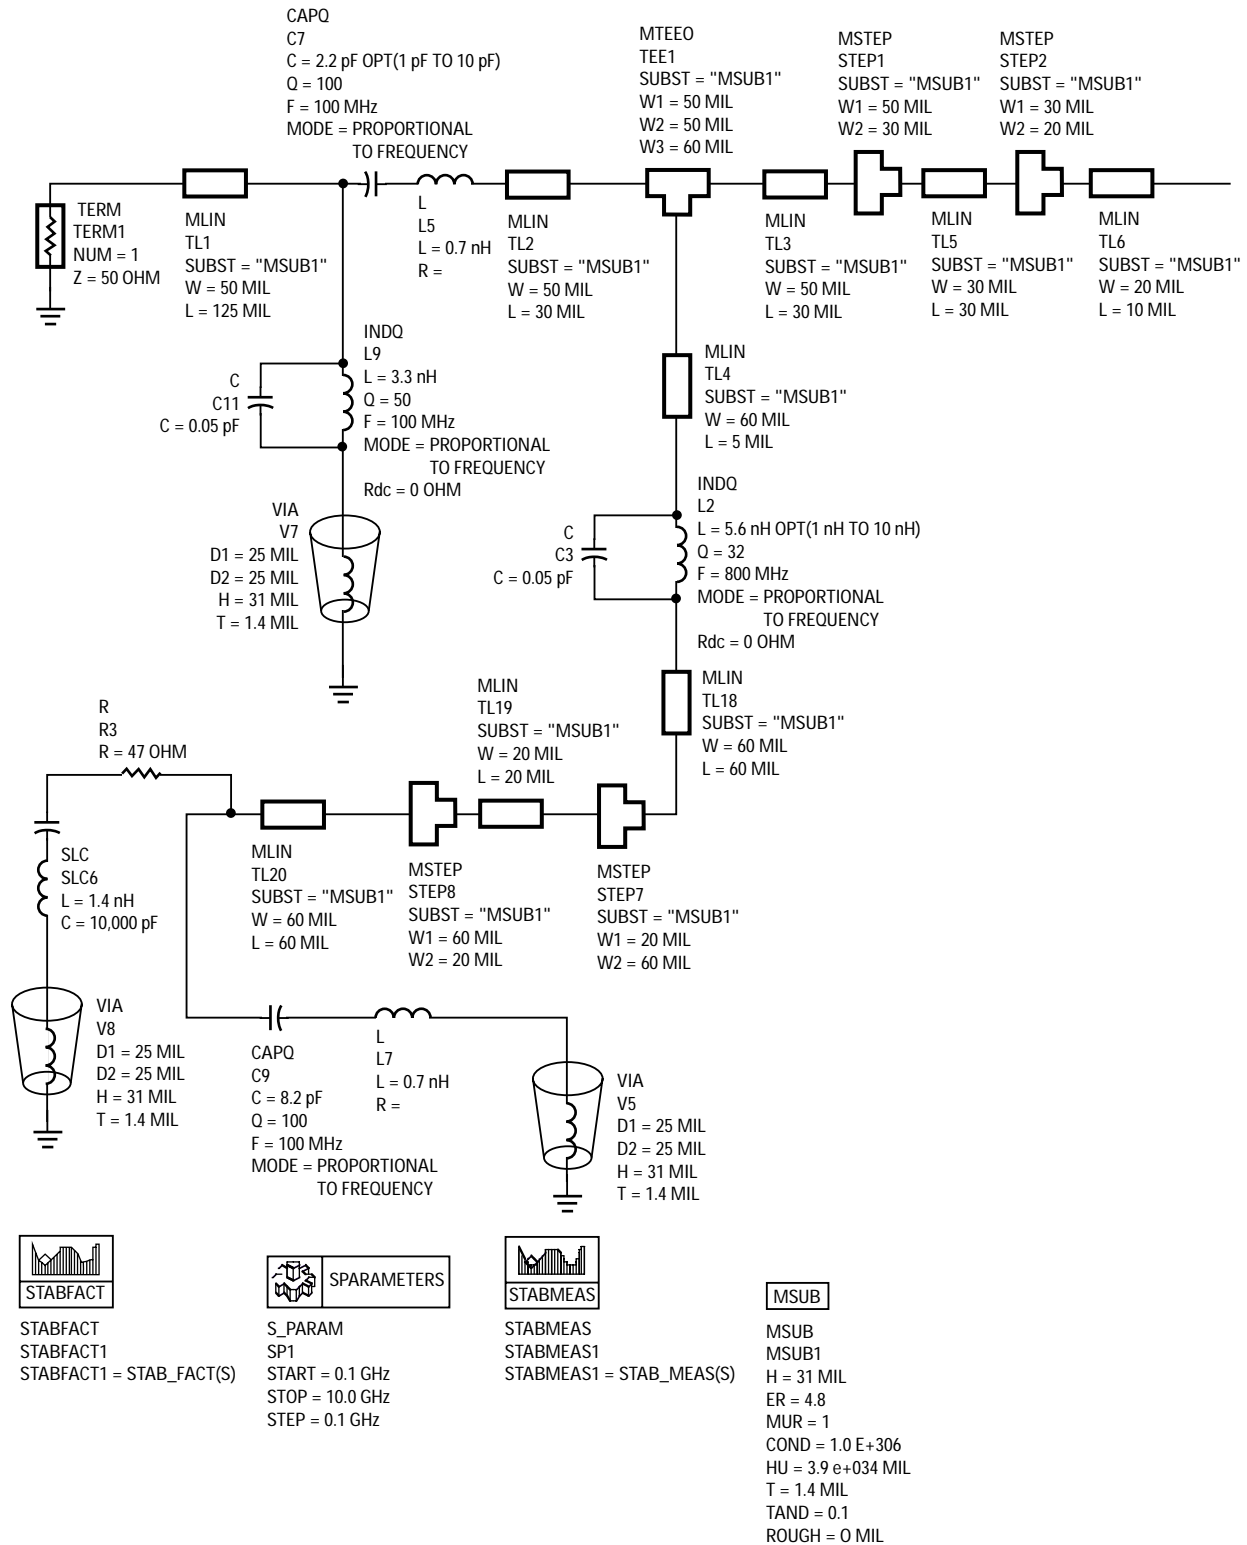 CAPQ
C7
C = 2.2 pF OPT(1 pF TO 10 pF)
Q = 100
F = 100 MHz
MODE = PROPORTIONAL
TO FREQUENCY
MTEEO
TEE1
SUBST = "MSUB1"
W1 = 50 MIL
W2 = 50 MIL
W3 = 60 MIL
MSTEP
STEP1
SUBST = "MSUB1"
W1 = 50 MIL
W2 = 30 MIL
MSTEP
STEP2
SUBST = "MSUB1"
W1 = 30 MIL
W2 = 20 MIL
TERM
TERM1
NUM = 1
Z = 50 OHM
MLIN
TL1
SUBST = "MSUB1"
W = 50 MIL
L = 125 MIL
L
L5
L = 0.7 nH
R =
MLIN
TL2
SUBST = "MSUB1"
W = 50 MIL
L = 30 MIL
MLIN
TL3
SUBST = "MSUB1"
W = 50 MIL
L = 30 MIL
MLIN
TL5
SUBST = "MSUB1"
W = 30 MIL
L = 30 MIL
MLIN
TL6
SUBST = "MSUB1"
W = 20 MIL
L = 10 MIL
INDQ
L9
L = 3.3 nH
Q = 50
F = 100 MHz
MODE = PROPORTIONAL
TO FREQUENCY
Rdc = 0 OHM
C
C11
C = 0.05 pF
MLIN
TL4
SUBST = "MSUB1"
W = 60 MIL
L = 5 MIL
VIA
V7
D1 = 25 MIL
D2 = 25 MIL
H = 31 MIL
T = 1.4 MIL
INDQ
L2
L = 5.6 nH OPT(1 nH TO 10 nH)
Q = 32
F = 800 MHz
MODE = PROPORTIONAL
TO FREQUENCY
Rdc = 0 OHM
C
C3
C = 0.05 pF
MLIN
TL18
SUBST = "MSUB1"
W = 60 MIL
L = 60 MIL
MLIN
TL19
SUBST = "MSUB1"
W = 20 MIL
L = 20 MIL
R
R3
R = 47 OHM
SLC
SLC6
L = 1.4 nH
C = 10,000 pF
MLIN
TL20
SUBST = "MSUB1"
W = 60 MIL
L = 60 MIL
MSTEP
STEP8
SUBST = "MSUB1"
W1 = 60 MIL
W2 = 20 MIL
MSTEP
STEP7
SUBST = "MSUB1"
W1 = 20 MIL
W2 = 60 MIL
VIA
V8
D1 = 25 MIL
D2 = 25 MIL
H = 31 MIL
T = 1.4 MIL
CAPQ
C9
C = 8.2 pF
Q = 100
F = 100 MHz
MODE = PROPORTIONAL
TO FREQUENCY
L
L7
L = 0.7 nH
R =
VIA
V5
D1 = 25 MIL
D2 = 25 MIL
H = 31 MIL
T = 1.4 MIL
STABFACT
STABFACT
STABFACT1
STABFACT1 = STAB_FACT(S)
SPARAMETERS
S_PARAM
SP1
START = 0.1 GHz
STOP = 10.0 GHz
STEP = 0.1 GHz
STABMEAS
STABMEAS
STABMEAS1
STABMEAS1 = STAB_MEAS(S)
MSUB
MSUB
MSUB1
H = 31 MIL
ER = 4.8
MUR = 1
COND = 1.0 E+306
HU = 3.9 e+034 MIL
T = 1.4 MIL
TAND = 0.1
ROUGH = O MIL